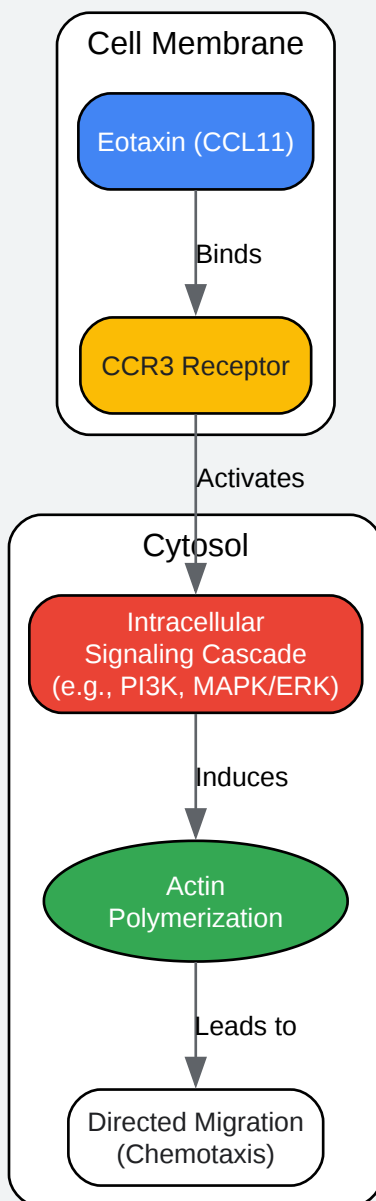 Cell Membrane
Eotaxin (CCL11)
Binds
CCR3 Receptor
Activates
Cytosol
Intracellular
Signaling Cascade
(e.g., PI3K, MAPK/ERK)
Induces
Actin
Polymerization
Leads to
Directed Migration
(Chemotaxis)